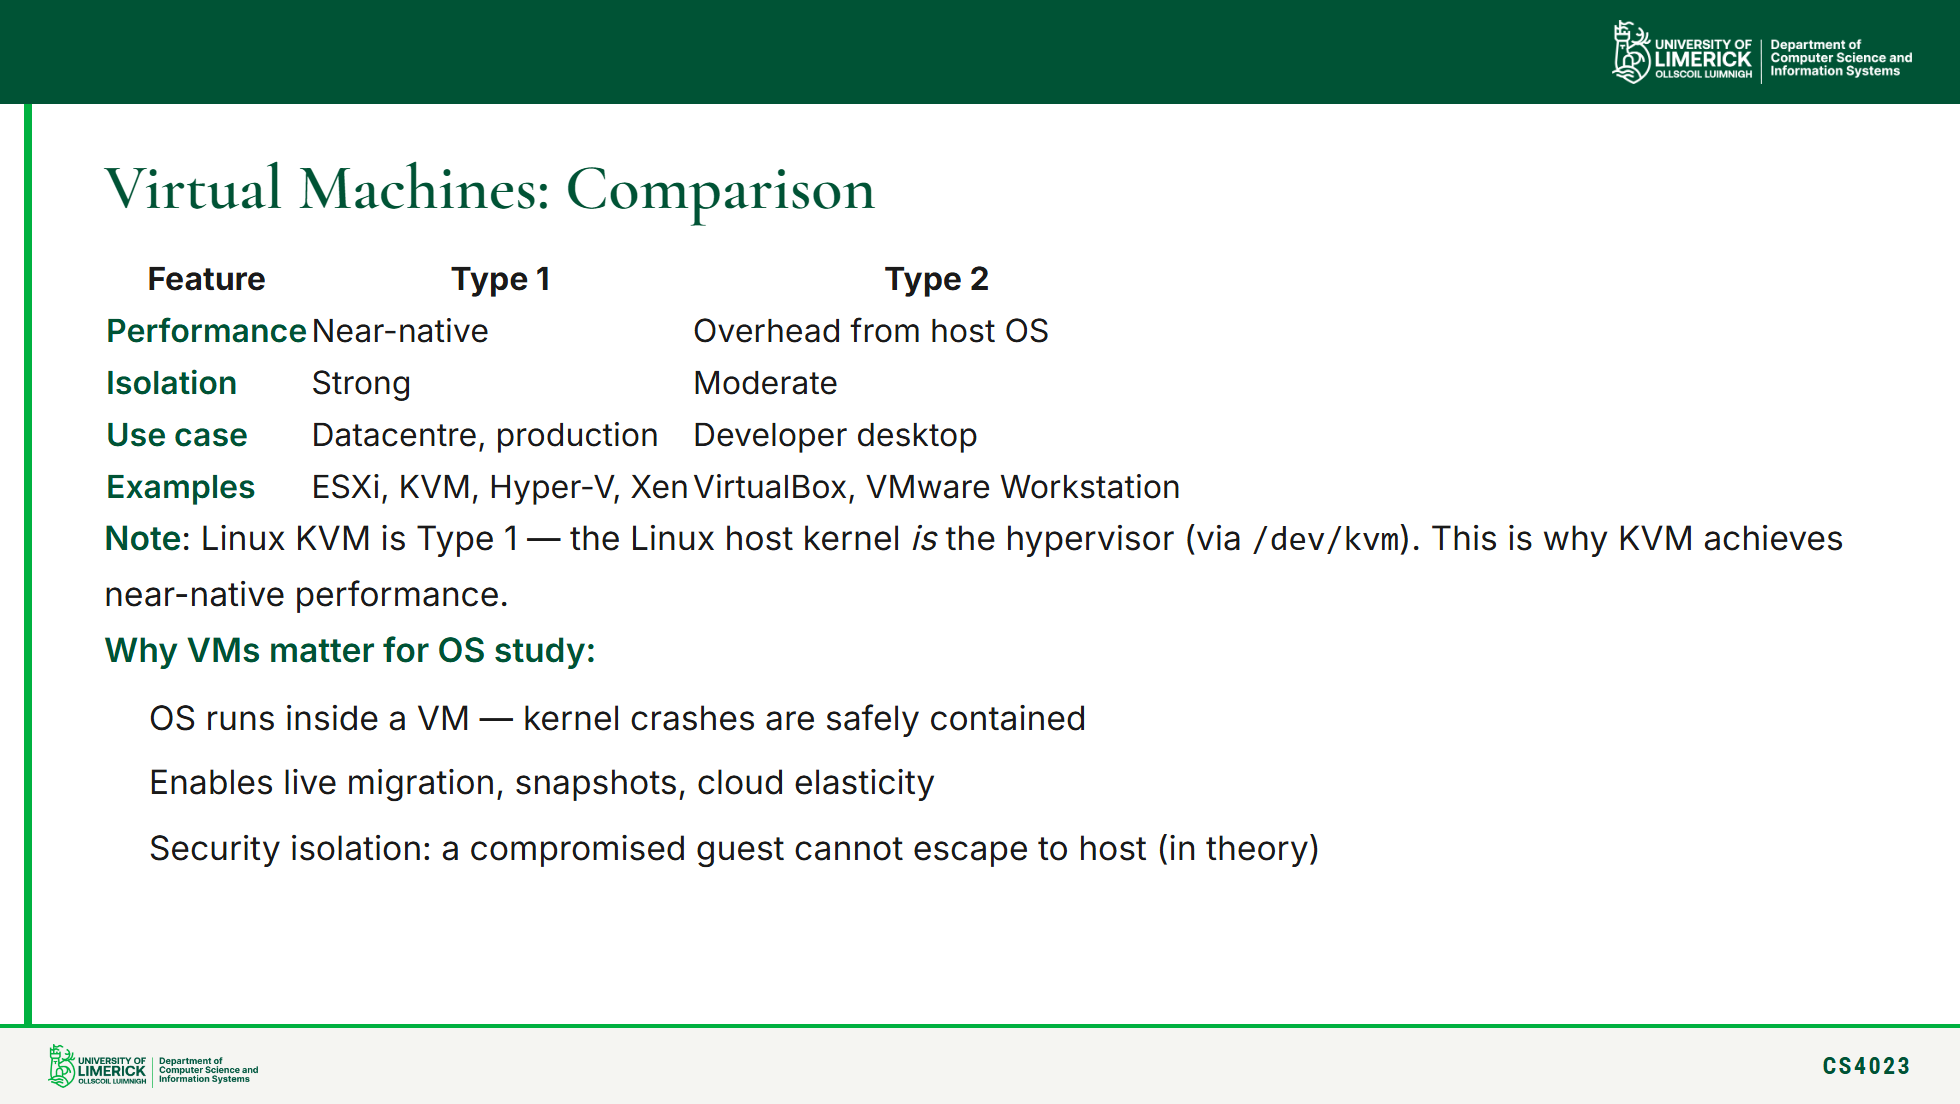 UNIVERSITY OF
LIMERICK
OLLSCOIL LUIMNIGH
Department of
Computer Science and
Information Systems
Virtual Machines: Comparison
Feature Type 1 Type 2
Performance Near-native Overhead from host OS
Isolation Strong Moderate
Use case Datacentre, production Developer desktop
Examples ESXi, KVM, Hyper-V, Xen VirtualBox, VMware Workstation
Note: Linux KVM is Type 1 — the Linux host kernel is the hypervisor (via /dev/kvm). This is why KVM achieves
near-native performance.
Why VMs matter for OS study:
OS runs inside a VM — kernel crashes are safely contained
Enables live migration, snapshots, cloud elasticity
Security isolation: a compromised guest cannot escape to host (in theory)
UNIVERSITY OF
LIMERICK
OLLSCOIL LUIMNIGH
Department of
Computer Science and
Information Systems
CS4023